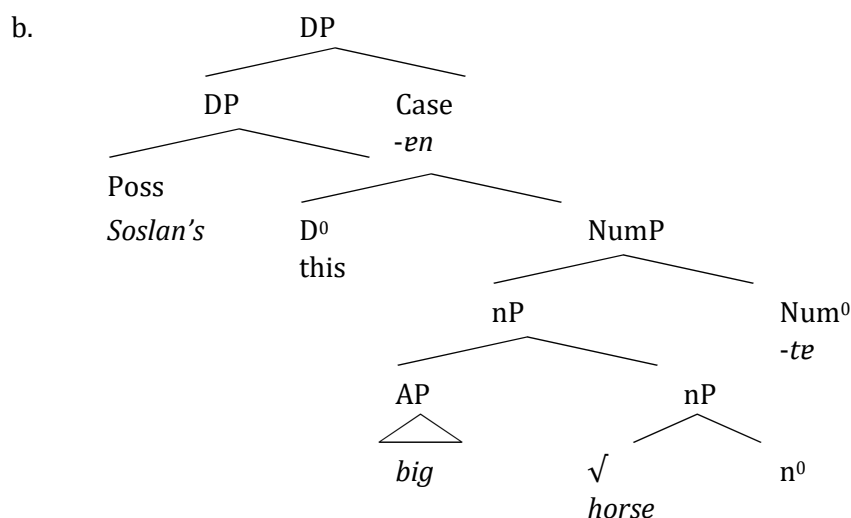 b. DP
DP Case
-ɐn
Poss
Soslan's D⁰ NumP
this
nP Num⁰
-tɐ
AP nP
big √ n⁰
horse